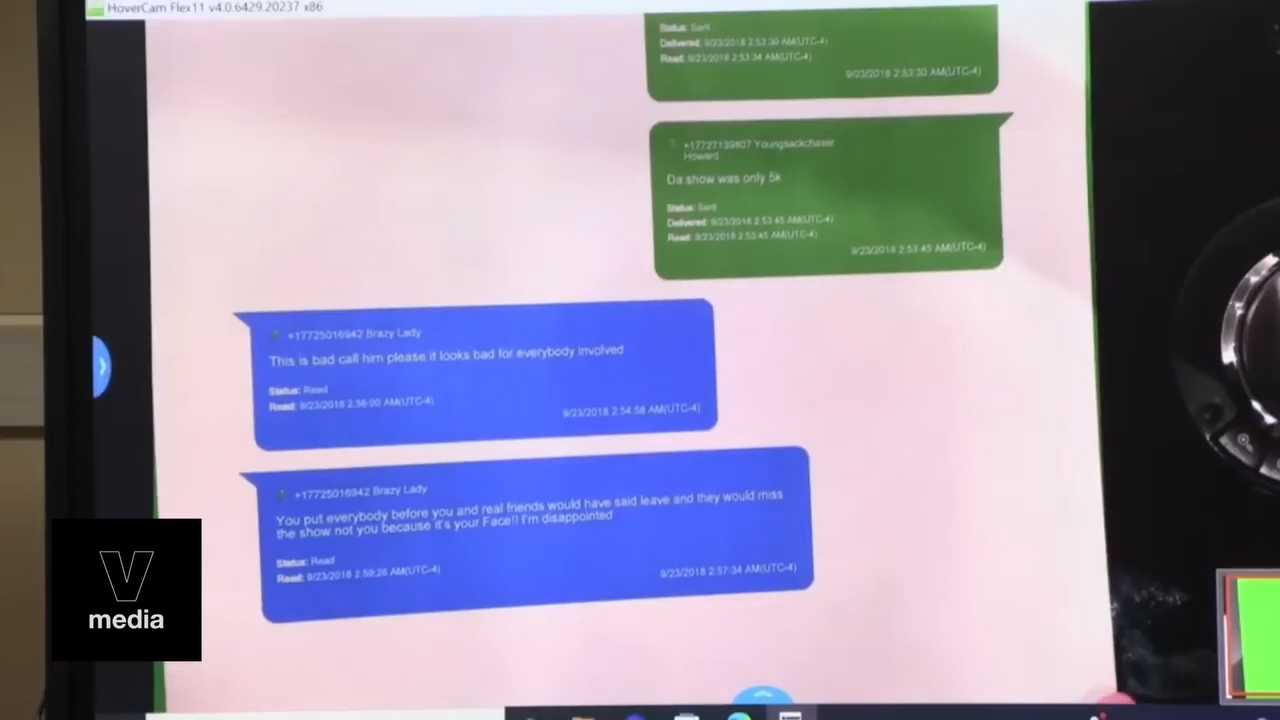 HoverCam Flex11 v4.0.6429.20237 x86
Status: Sent
Delivered: 9/23/2018 2:53:30 AM(UTC-4)
Read: 9/23/2018 2:53:34 AM(UTC-4)
9/23/2018 2:53:30 AM(UTC-4)
+17727139807 Youngsackchaser
Howard
Da show was only 5k
Status: Sent
Delivered: 9/23/2018 2:53:45 AM(UTC-4)
Read: 9/23/2018 2:53:45 AM(UTC-4)
9/23/2018 2:53:45 AM(UTC-4)
+17725016942 Brazy Lady
This is bad call him please it looks bad for everybody involved
Status: Read
Read: 9/23/2018 2:56:00 AM(UTC-4)
9/23/2018 2:54:58 AM(UTC-4)
+17725016942 Brazy Lady
You put everybody before you and real friends would have said leave and they would miss
the show not you because it's your Face!! I'm disappointed
Status: Read
Read: 9/23/2018 2:59:26 AM(UTC-4)
9/23/2018 2:57:34 AM(UTC-4)
V
media